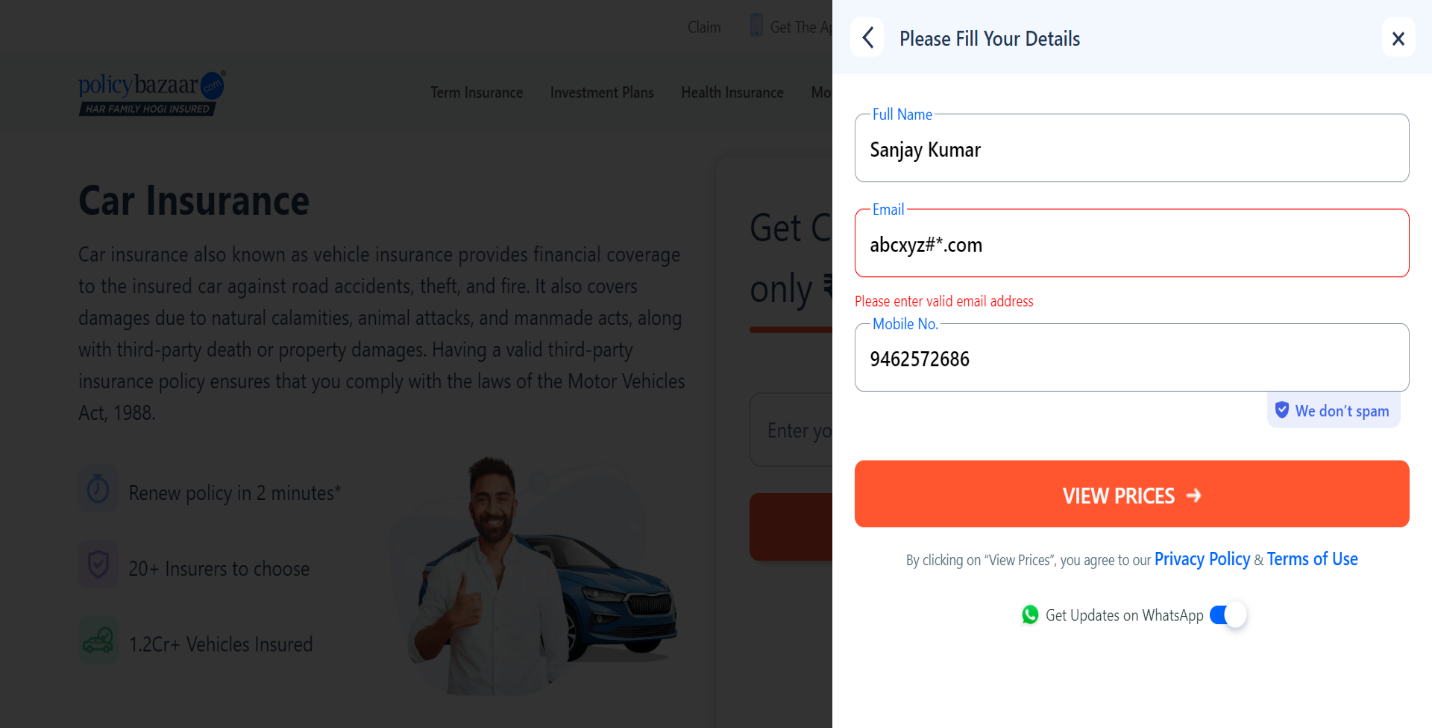 Claim
Get The Ap
policybazaar.com®
HAR FAMILY HOGI INSURED
Term Insurance
Investment Plans
Health Insurance
Mo
Car Insurance
Car insurance also known as vehicle insurance provides financial coverage
to the insured car against road accidents, theft, and fire. It also covers
damages due to natural calamities, animal attacks, and manmade acts, along
with third-party death or property damages. Having a valid third-party
insurance policy ensures that you comply with the laws of the Motor Vehicles
Act, 1988.
Renew policy in 2 minutes*
20+ Insurers to choose
1.2Cr+ Vehicles Insured
Get C
only ₹
Enter yo
Please Fill Your Details
Full Name
Sanjay Kumar
Email
abcxyz#*.com
Please enter valid email address
Mobile No.
9462572686
We don't spam
VIEW PRICES →
By clicking on “View Prices”, you agree to our Privacy Policy & Terms of Use
Get Updates on WhatsApp